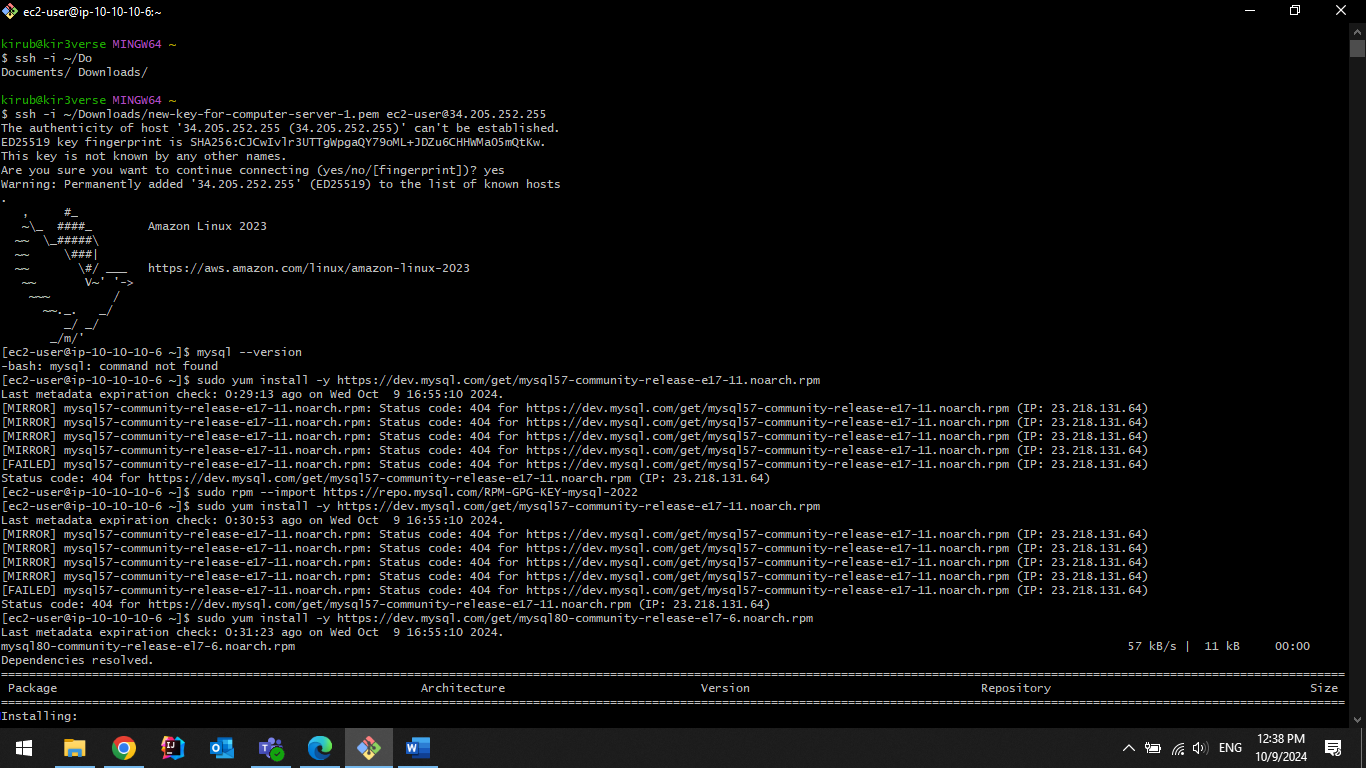 ec2-user@ip-10-10-10-6:~
kirub@kir3verse MINGW64 ~
$ ssh -i ~/Do
Documents/ Downloads/
kirub@kir3verse MINGW64 ~
$ ssh -i ~/Downloads/new-key-for-computer-server-1.pem ec2-user@34.205.252.255
The authenticity of host '34.205.252.255 (34.205.252.255)' can't be established.
ED25519 key fingerprint is SHA256:CJCwIvlr3UTTgWpgaQY79oML+JDZu6CHHWMaO5mQtKw.
This key is not known by any other names.
Are you sure you want to continue connecting (yes/no/[fingerprint])? yes
Warning: Permanently added '34.205.252.255' (ED25519) to the list of known hosts
.
   ,     #_
   ~\_  ####_        Amazon Linux 2023
  ~~  \_#####\
  ~~     \###|
  ~~       \#/ ___   https://aws.amazon.com/linux/amazon-linux-2023
   ~~       V~' '->
    ~~~         /
      ~~._.   _/
         _/ _/
       _/m/'
[ec2-user@ip-10-10-10-6 ~]$ mysql --version
-bash: mysql: command not found
[ec2-user@ip-10-10-10-6 ~]$ sudo yum install -y https://dev.mysql.com/get/mysql57-community-release-e17-11.noarch.rpm
Last metadata expiration check: 0:29:13 ago on Wed Oct  9 16:55:10 2024.
[MIRROR] mysql57-community-release-e17-11.noarch.rpm: Status code: 404 for https://dev.mysql.com/get/mysql57-community-release-e17-11.noarch.rpm (IP: 23.218.131.64)
[MIRROR] mysql57-community-release-e17-11.noarch.rpm: Status code: 404 for https://dev.mysql.com/get/mysql57-community-release-e17-11.noarch.rpm (IP: 23.218.131.64)
[MIRROR] mysql57-community-release-e17-11.noarch.rpm: Status code: 404 for https://dev.mysql.com/get/mysql57-community-release-e17-11.noarch.rpm (IP: 23.218.131.64)
[MIRROR] mysql57-community-release-e17-11.noarch.rpm: Status code: 404 for https://dev.mysql.com/get/mysql57-community-release-e17-11.noarch.rpm (IP: 23.218.131.64)
[FAILED] mysql57-community-release-e17-11.noarch.rpm: Status code: 404 for https://dev.mysql.com/get/mysql57-community-release-e17-11.noarch.rpm (IP: 23.218.131.64)
Status code: 404 for https://dev.mysql.com/get/mysql57-community-release-e17-11.noarch.rpm (IP: 23.218.131.64)
[ec2-user@ip-10-10-10-6 ~]$ sudo rpm --import https://repo.mysql.com/RPM-GPG-KEY-mysql-2022
[ec2-user@ip-10-10-10-6 ~]$ sudo yum install -y https://dev.mysql.com/get/mysql57-community-release-e17-11.noarch.rpm
Last metadata expiration check: 0:30:53 ago on Wed Oct  9 16:55:10 2024.
[MIRROR] mysql57-community-release-e17-11.noarch.rpm: Status code: 404 for https://dev.mysql.com/get/mysql57-community-release-e17-11.noarch.rpm (IP: 23.218.131.64)
[MIRROR] mysql57-community-release-e17-11.noarch.rpm: Status code: 404 for https://dev.mysql.com/get/mysql57-community-release-e17-11.noarch.rpm (IP: 23.218.131.64)
[MIRROR] mysql57-community-release-e17-11.noarch.rpm: Status code: 404 for https://dev.mysql.com/get/mysql57-community-release-e17-11.noarch.rpm (IP: 23.218.131.64)
[MIRROR] mysql57-community-release-e17-11.noarch.rpm: Status code: 404 for https://dev.mysql.com/get/mysql57-community-release-e17-11.noarch.rpm (IP: 23.218.131.64)
[FAILED] mysql57-community-release-e17-11.noarch.rpm: Status code: 404 for https://dev.mysql.com/get/mysql57-community-release-e17-11.noarch.rpm (IP: 23.218.131.64)
Status code: 404 for https://dev.mysql.com/get/mysql57-community-release-e17-11.noarch.rpm (IP: 23.218.131.64)
[ec2-user@ip-10-10-10-6 ~]$ sudo yum install -y https://dev.mysql.com/get/mysql80-community-release-el7-6.noarch.rpm
Last metadata expiration check: 0:31:23 ago on Wed Oct  9 16:55:10 2024.
mysql80-community-release-el7-6.noarch.rpm 57 kB/s | 11 kB 00:00
Dependencies resolved.
Package Architecture Version Repository Size
Installing:
ENG
12:38 PM
10/9/2024